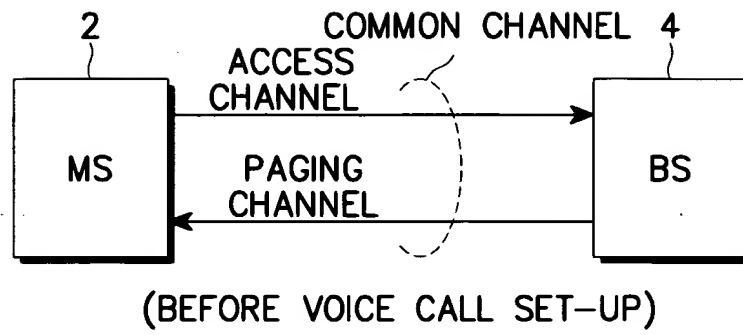 2
COMMON CHANNEL
4
ACCESS
CHANNEL
MS
PAGING
CHANNEL
BS
(BEFORE VOICE CALL SET-UP)